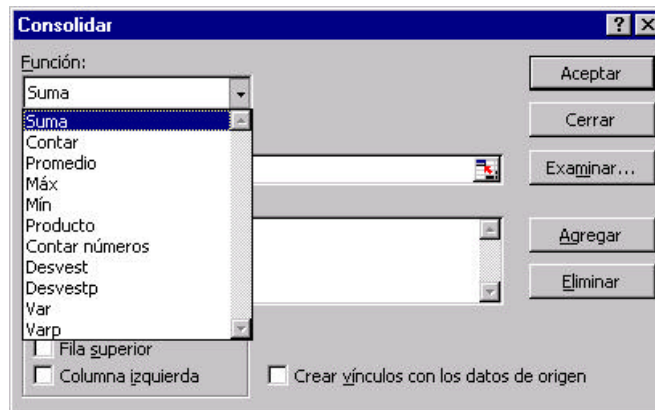 Consolidar
Función:
Suma
Suma
Contar
Promedio
Máx
Mín
Producto
Contar números
Desvest
Desvestp
Var
Varp
Fila superior
Columna izquierda
Crear vínculos con los datos de origen
Aceptar
Cerrar
Examinar...
Agregar
Eliminar